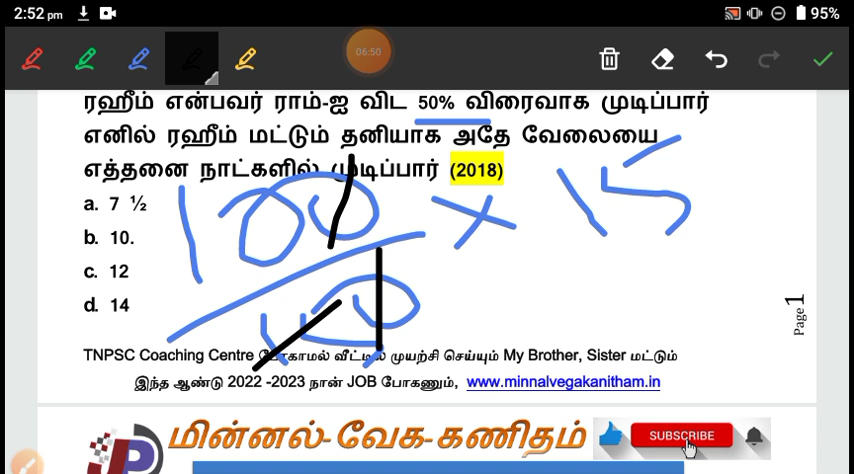 2:52 pm 95%
06:50
ரஹீம் என்பவர் ராம்-ஐ விட 50% விரைவாக முடிப்பார்
எனில் ரஹீம் மட்டும் தனியாக அதே வேலையை
எத்தனை நாட்களில் முடிப்பார் (2018)
a. 7 ½
b. 10.
c. 12
d. 14
100 × 15
Page 1
TNPSC Coaching Centre போகாமல் வீட்டில் முயற்சி செய்யும் My Brother, Sister மட்டும்
இந்த ஆண்டு 2022 -2023 நான் JOB போகணும், www.minnalvegakanitham.in
மின்னல்-வேக-கணிதம்
SUBSCRIBE